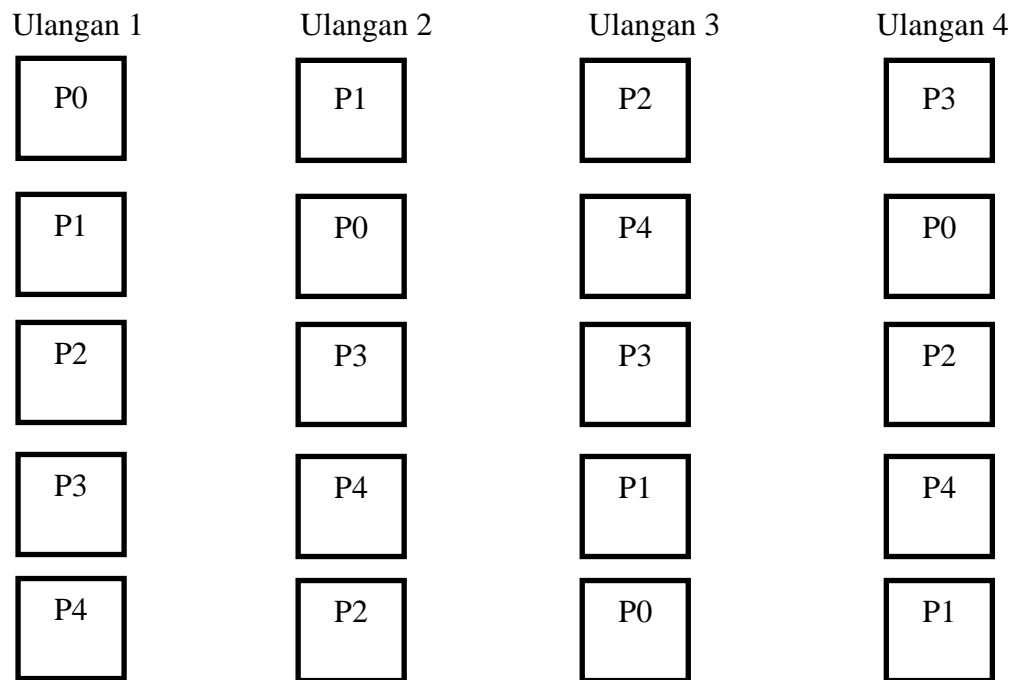 Ulangan 1 Ulangan 2 Ulangan 3 Ulangan 4
P0 P1 P2 P3
P1 P0 P4 P0
P2 P3 P3 P2
P3 P4 P1 P4
P4 P2 P0 P1